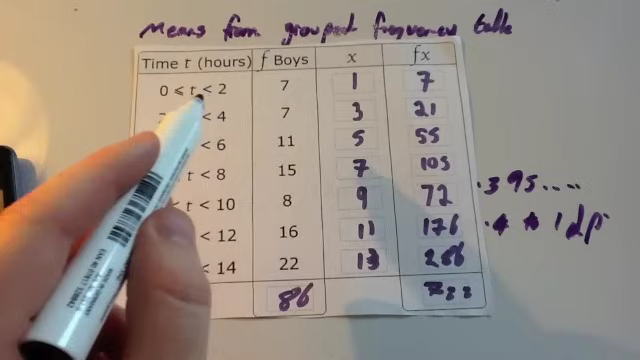 Means from grouped frequency table
Time t (hours) f Boys x fx
0 ⩽ t < 2 7 1 7
< 4 7 3 21
< 6 11 5 55
t < 8 15 7 105
< 10 8 9 72
< 12 16 11 176
< 14 22 13 286
86 722
.395....
.4 1dp